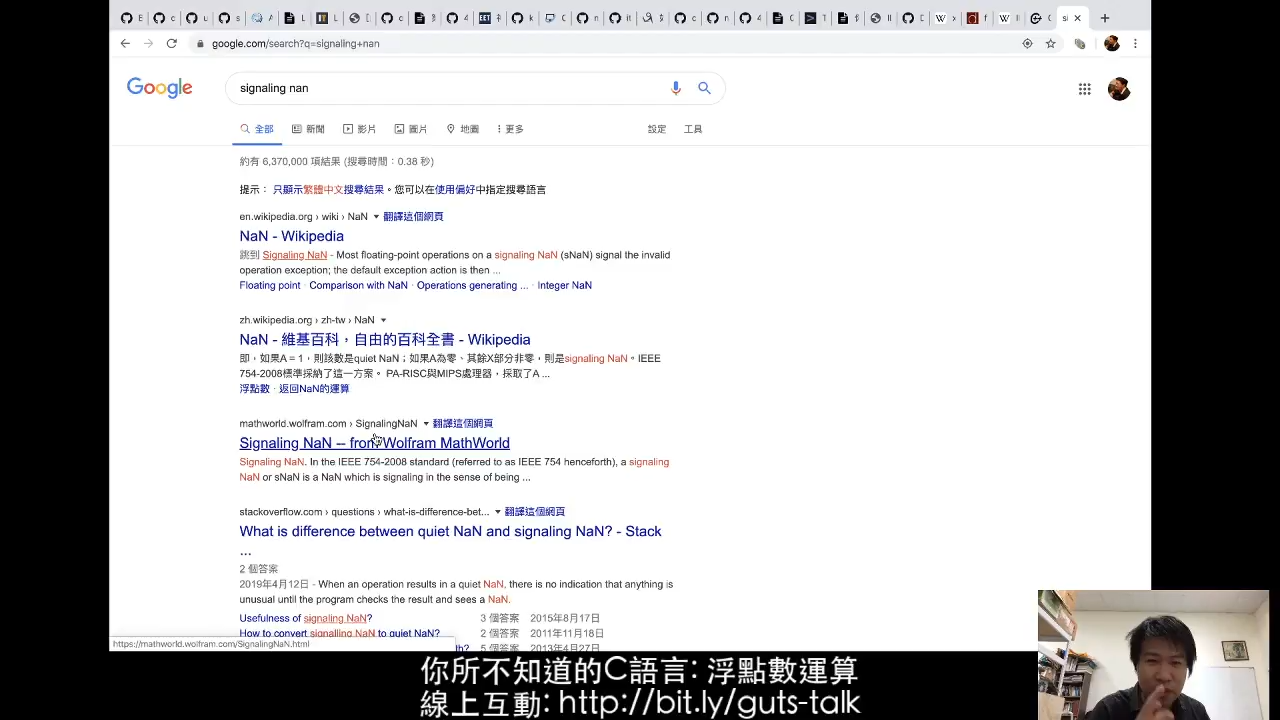 google.com/search?q=signaling+nan
Google
signaling nan
全部 新聞 影片 圖片 地圖 更多 設定 工具
約有 6,370,000 項結果 (搜尋時間：0.38 秒)
提示： 只顯示繁體中文搜尋結果。您可以在使用偏好中指定搜尋語言
en.wikipedia.org › wiki › NaN 翻譯這個網頁
NaN - Wikipedia
跳到 Signaling NaN - Most floating-point operations on a signaling NaN (sNaN) signal the invalid
operation exception; the default exception action is then ...
Floating point · Comparison with NaN · Operations generating ... · Integer NaN
zh.wikipedia.org › zh-tw › NaN
NaN - 維基百科，自由的百科全書 - Wikipedia
即，如果A = 1，則該數是quiet NaN；如果A為零、其餘X部分非零，則是signaling NaN。IEEE
754-2008標準採納了這一方案。 PA-RISC與MIPS處理器，採取了A ...
浮點數 · 返回NaN的運算
mathworld.wolfram.com › SignalingNaN 翻譯這個網頁
Signaling NaN -- from Wolfram MathWorld
Signaling NaN. In the IEEE 754-2008 standard (referred to as IEEE 754 henceforth), a signaling
NaN or sNaN is a NaN which is signaling in the sense of being ...
stackoverflow.com › questions › what-is-difference-bet... 翻譯這個網頁
What is difference between quiet NaN and signaling NaN? - Stack
...
2 個答案
2019年4月12日 - When an operation results in a quiet NaN, there is no indication that anything is
unusual until the program checks the result and sees a NaN.
Usefulness of signaling NaN? 3 個答案 2015年8月17日
How to convert signalling NaN to quiet NaN? 2 個答案 2011年11月18日
5 個答案 2013年4月27日
https://mathworld.wolfram.com/SignalingNaN.html
你所不知道的C語言: 浮點數運算
線上互動: http://bit.ly/guts-talk